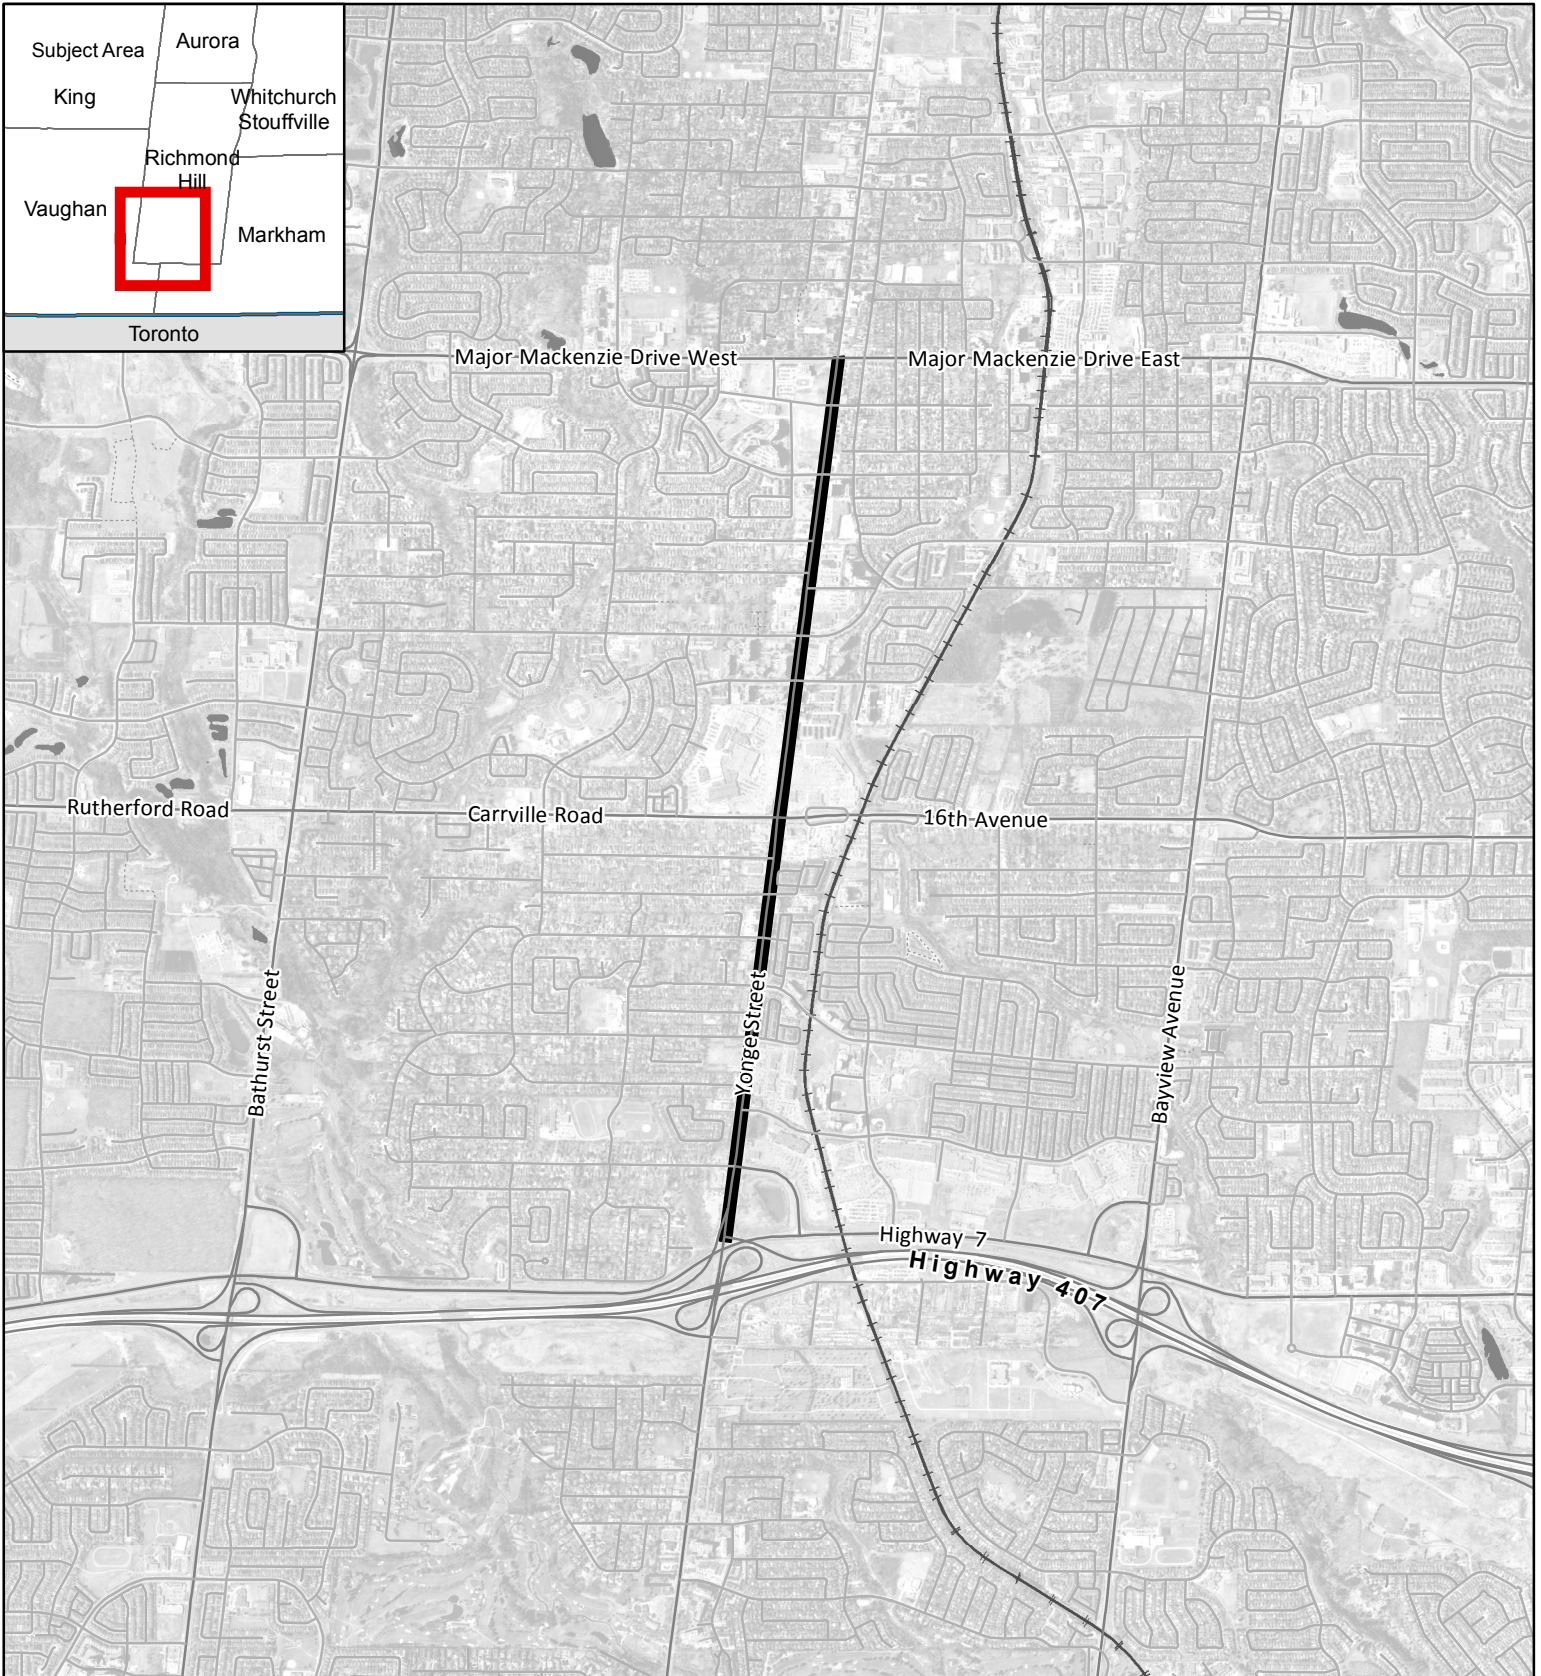 Subject Area
Aurora
King
Whitchurch
Stouffville
Richmond
Hill
Vaughan
Markham
Toronto
Major Mackenzie Drive West
Major Mackenzie Drive East
Rutherford Road
Carrville Road
16th Avenue
Bathurst Street
Yonge Street
Bayview Avenue
Highway 7
Highway 407